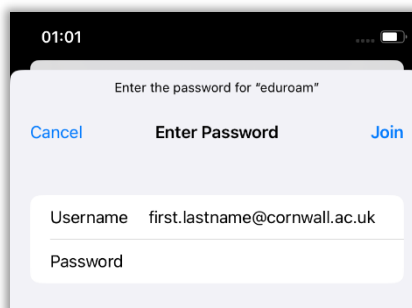 01:01
Enter the password for “eduroam”
Cancel Enter Password Join
Username first.lastname@cornwall.ac.uk
Password